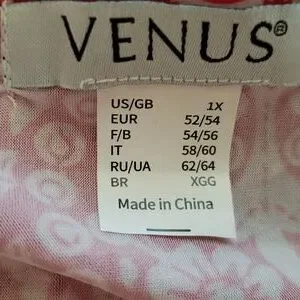 VENUS®
US/GB 1X
EUR 52/54
F/B 54/56
IT 58/60
RU/UA 62/64
BR XGG
Made in China